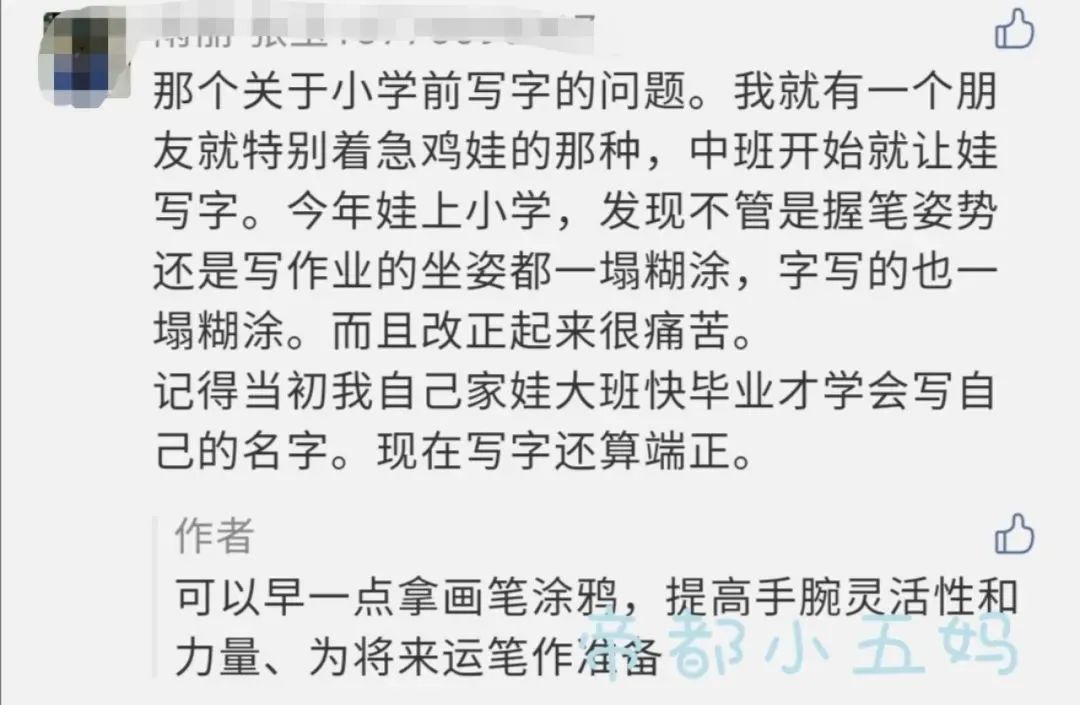 那个关于小学前写字的问题。我就有一个朋
友就特别着急鸡娃的那种，中班开始就让娃
写字。今年娃上小学，发现不管是握笔姿势
还是写作业的坐姿都一塌糊涂，字写的也一
塌糊涂。而且改正起来很痛苦。
记得当初我自己家娃大班快毕业才学会写自
己的名字。现在写字还算端正。
作者
可以早一点拿画笔涂鸦，提高手腕灵活性和
力量、为将来运笔作准备
帝都小五妈